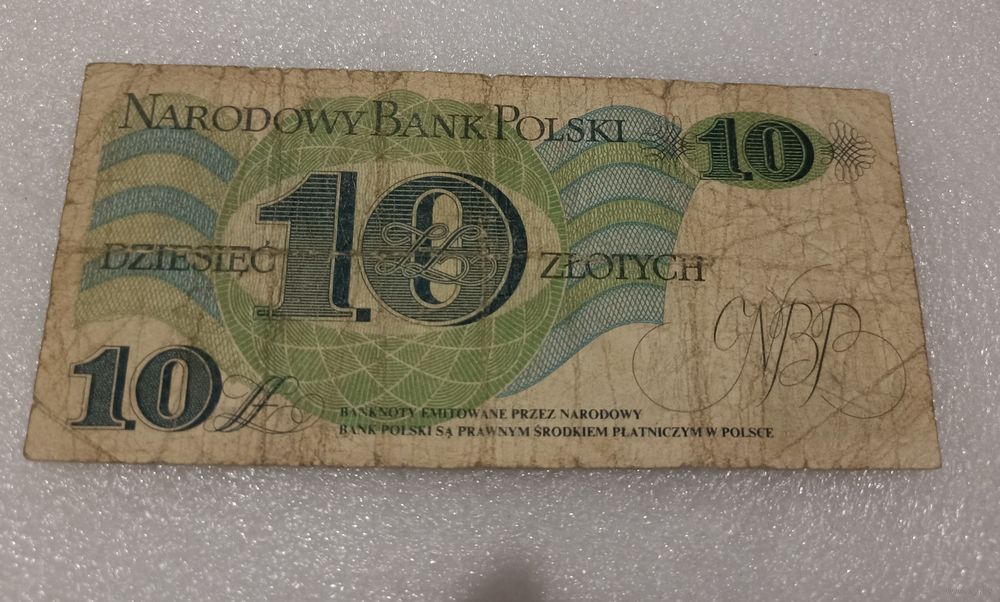 NARODOWY BANK POLSKI
10
10
DZIESIĘĆ ZŁOTYCH
10 Zł
NBP
BANKNOTY EMITOWANE PRZEZ NARODOWY
BANK POLSKI SĄ PRAWNYM ŚRODKIEM PŁATNICZYM W POLSCE